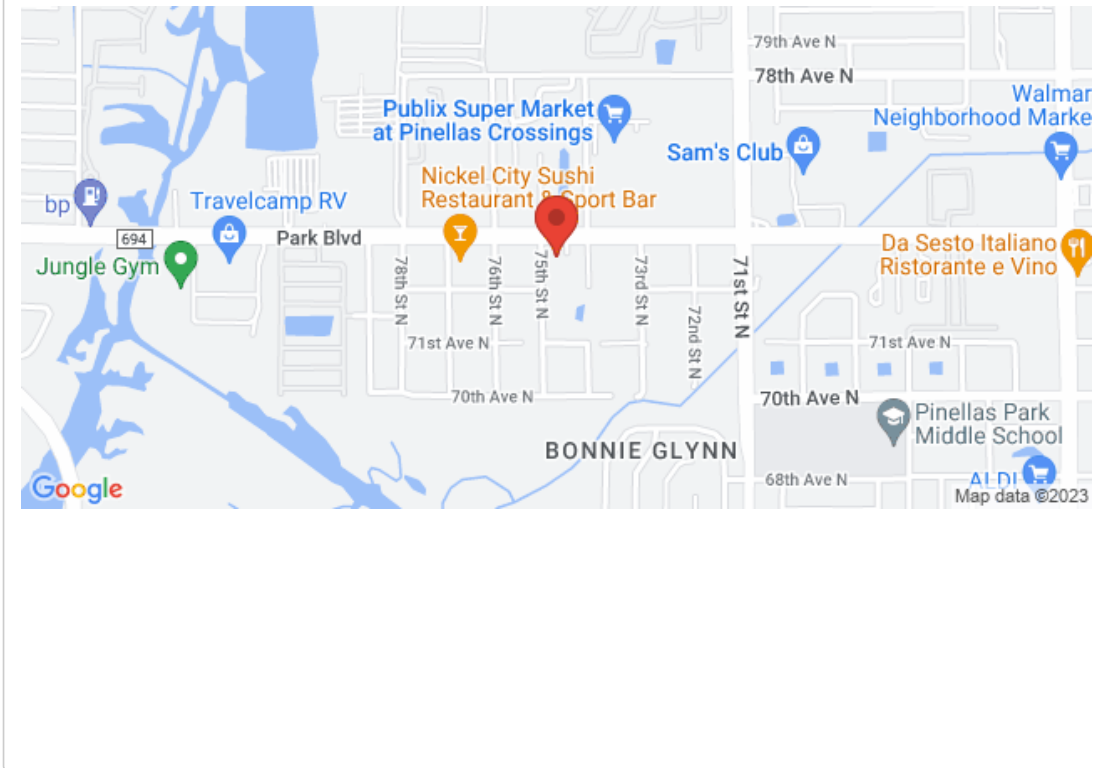 79th Ave N
78th Ave N
Walmar
Neighborhood Marke
Publix Super Market
at Pinellas Crossings
Sam's Club
Nickel City Sushi
Restaurant & Sport Bar
Travelcamp RV
bp
694
Park Blvd
Jungle Gym
Da Sesto Italiano
Ristorante e Vino
78th St N
76th St N
75th St N
73rd St N
72nd St N
71st St N
71st Ave N
71st Ave N
70th Ave N
70th Ave N
Pinellas Park
Middle School
BONNIE GLYNN
68th Ave N
ALDI
Google
Map data ©2023